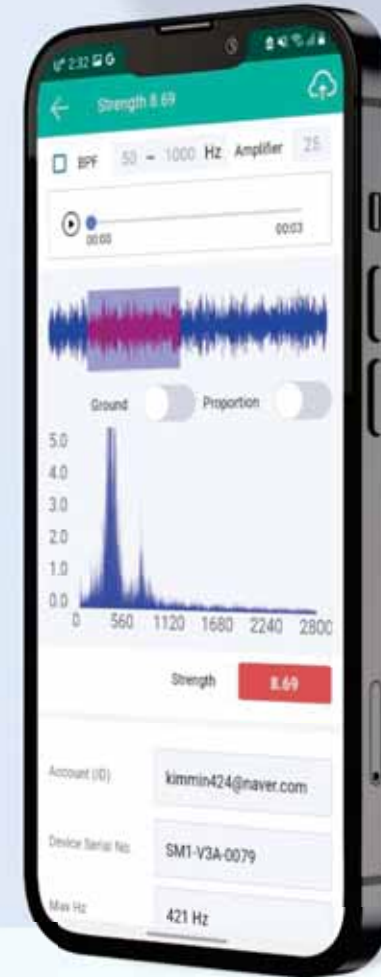 2:32 G
Strength 8.69
BPF 50 ~ 1000 Hz Amplifier 25
00:00 00:03
Ground Proportion
5.0
4.0
3.0
2.0
1.0
0.0
0 560 1120 1680 2240 2800
Strength 8.69
Account (ID) kimmin424@naver.com
Device Serial No SM1-V3A-0079
Max Hz 421 Hz